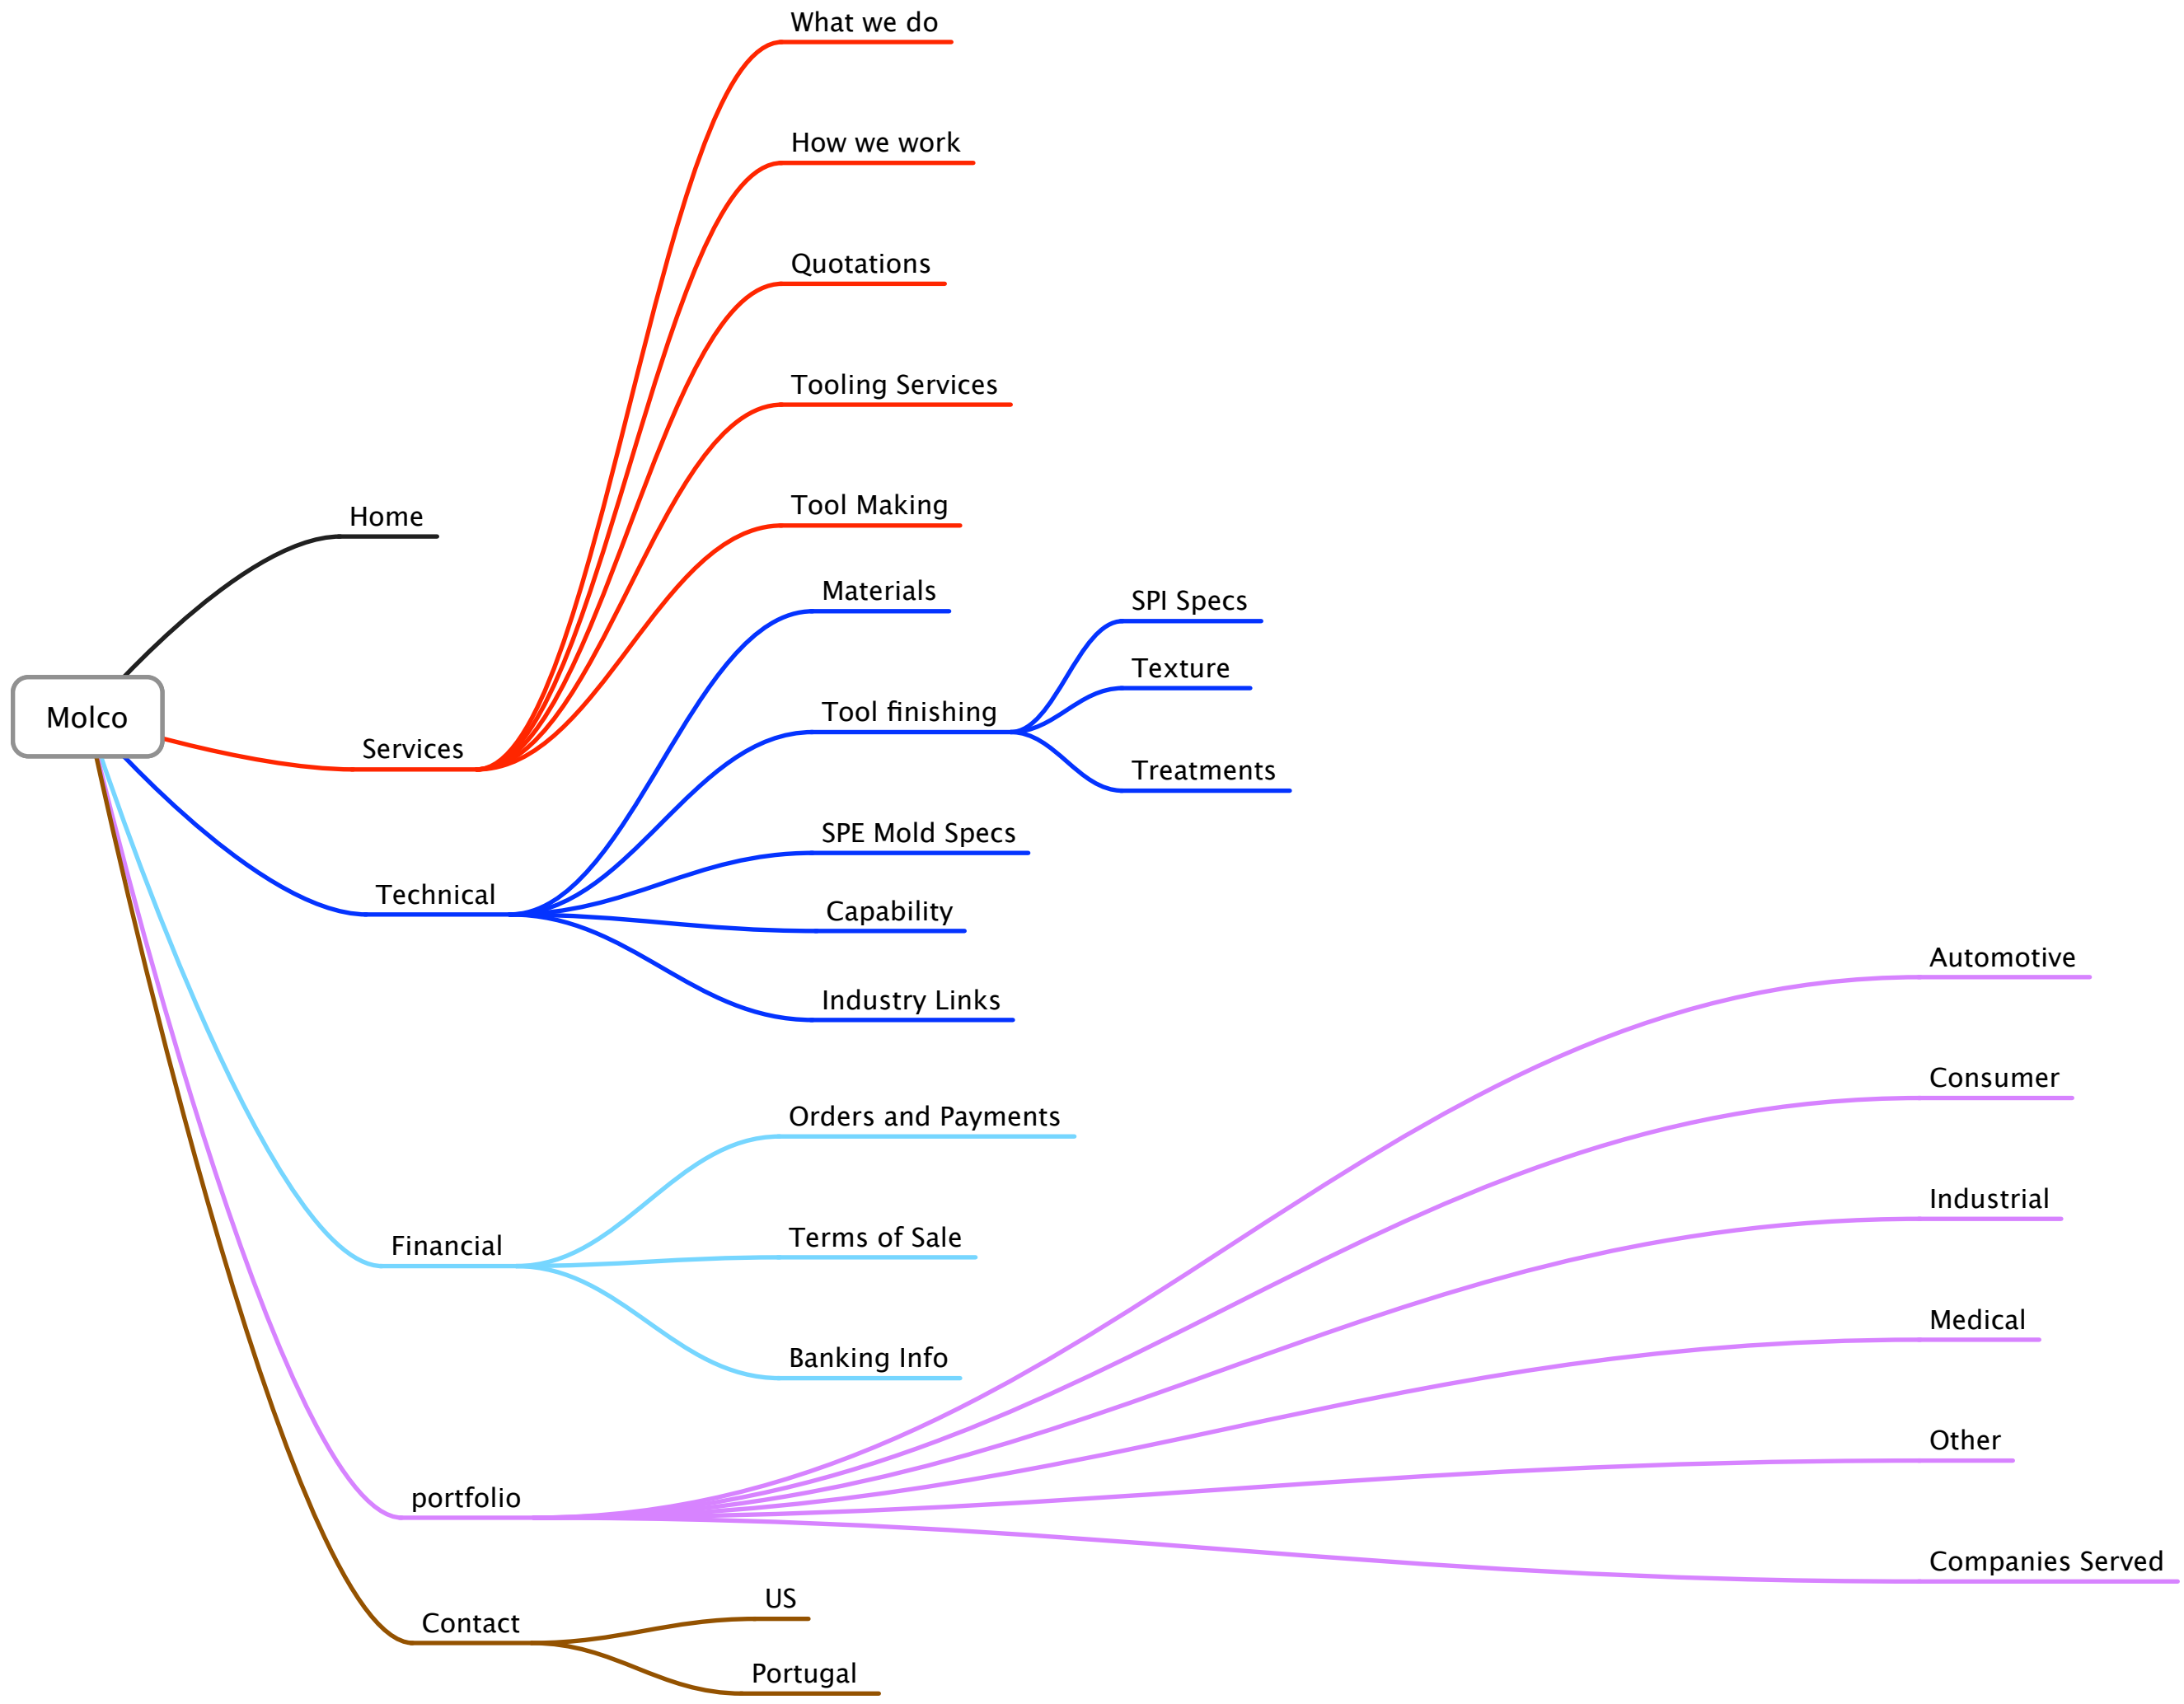 Molco
Home
Services
What we do
How we work
Quotations
Tooling Services
Tool Making
Technical
Materials
Tool finishing
SPI Specs
Texture
Treatments
SPE Mold Specs
Capability
Industry Links
Financial
Orders and Payments
Terms of Sale
Banking Info
portfolio
Automotive
Consumer
Industrial
Medical
Other
Companies Served
Contact
US
Portugal